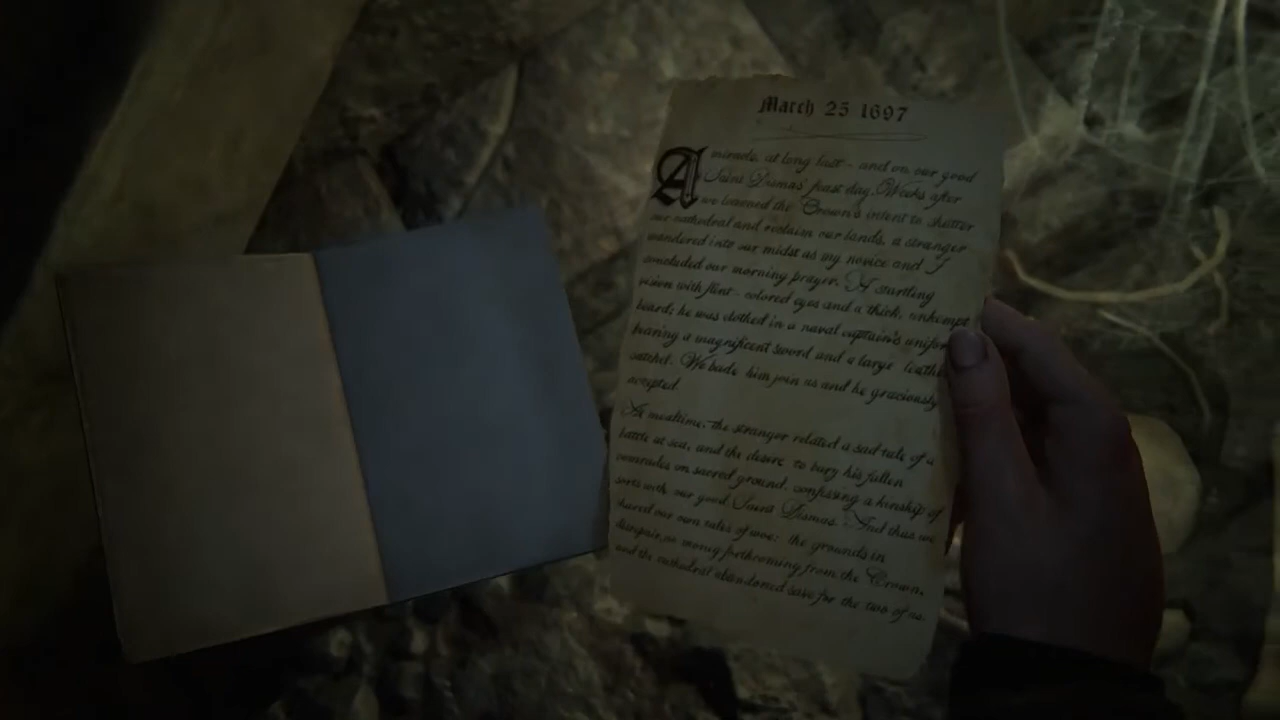 March 25 1697
A miracle, at long last - and on our good
Saint Dismas' feast day. Weeks after
we learned the Crown's intent to shutter
our cathedral and reclaim our lands, a stranger
wandered into our midst as my novice and I
concluded our morning prayer. A startling
vision with flint-colored eyes and a thick, unkempt
beard; he was clothed in a naval captain's uniform
bearing a magnificent sword and a large
satchel. We bade him join us and he graciously
accepted.
At mealtime, the stranger related a sad tale of a
battle at sea, and the desire to bury his fallen
comrades on sacred ground, confessing a kinship of
sorts with our good Saint Dismas. And thus we
shared our own tales of woe: the grounds in
disrepair, no money forthcoming from the Crown,
and the cathedral abandoned save for the two of us.